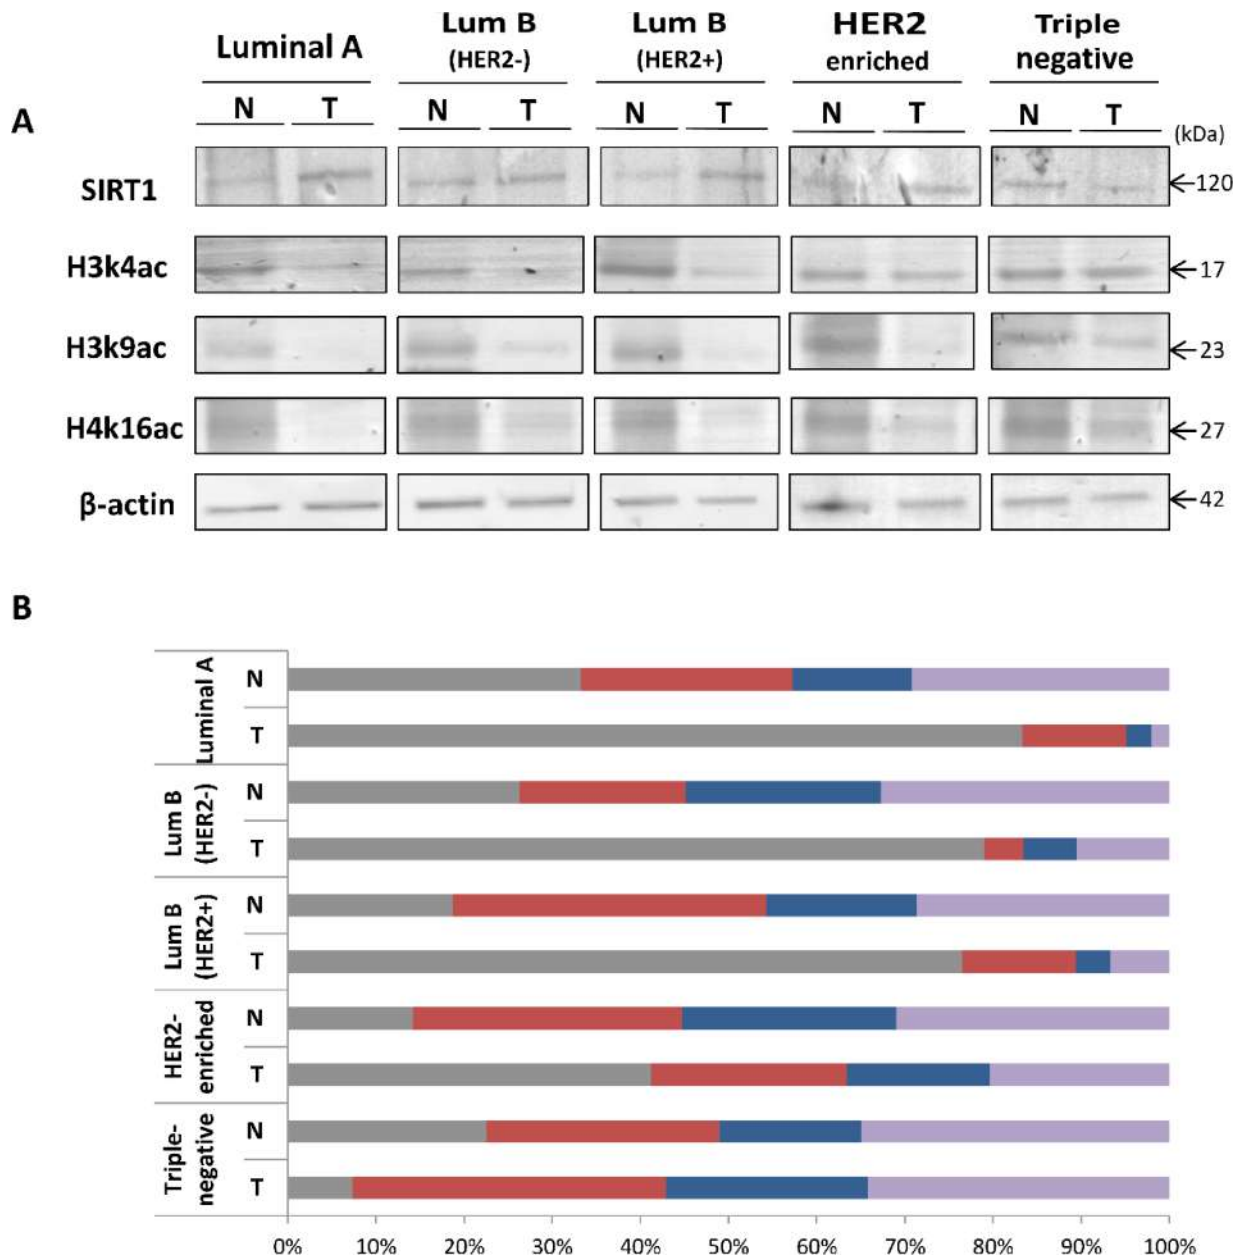 Luminal A
Lum B
(HER2-)
Lum B
(HER2+)
HER2
enriched
Triple
negative
A
N T N T N T N T N T
(kDa)
SIRT1 120
H3k4ac 17
H3k9ac 23
H4k16ac 27
β-actin 42
B
Luminal A
N
T
Lum B
(HER2-)
N
T
Lum B
(HER2+)
N
T
HER2-
enriched
N
T
Triple-
negative
N
T
0% 10% 20% 30% 40% 50% 60% 70% 80% 90% 100%